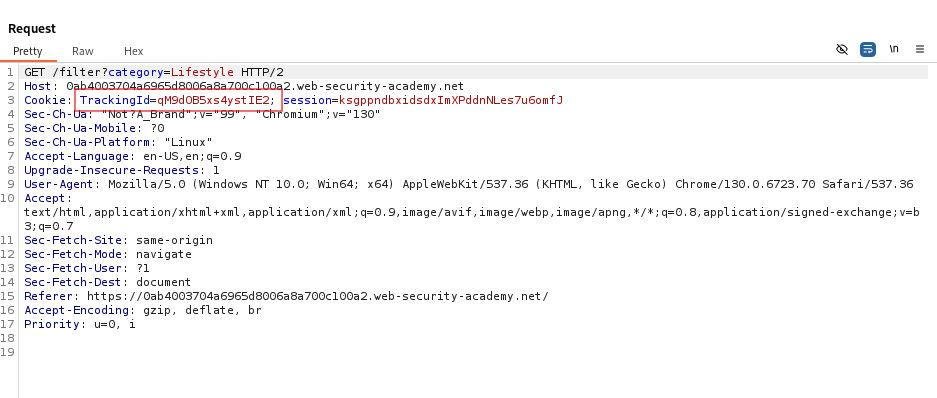 Request
Pretty Raw Hex \n
1 GET /filter?category=Lifestyle HTTP/2
2 Host: 0ab4003704a6965d8006a8a700c100a2.web-security-academy.net
3 Cookie: TrackingId=qM9dOB5xs4ystIE2; session=ksgppndbxidsdxImXPddnNLes7u6omfJ
4 Sec-Ch-Ua: "Not?A_Brand";v="99", "Chromium";v="130"
5 Sec-Ch-Ua-Mobile: ?0
6 Sec-Ch-Ua-Platform: "Linux"
7 Accept-Language: en-US,en;q=0.9
8 Upgrade-Insecure-Requests: 1
9 User-Agent: Mozilla/5.0 (Windows NT 10.0; Win64; x64) AppleWebKit/537.36 (KHTML, like Gecko) Chrome/130.0.6723.70 Safari/537.36
10 Accept:
text/html,application/xhtml+xml,application/xml;q=0.9,image/avif,image/webp,image/apng,*/*;q=0.8,application/signed-exchange;v=b
3;q=0.7
11 Sec-Fetch-Site: same-origin
12 Sec-Fetch-Mode: navigate
13 Sec-Fetch-User: ?1
14 Sec-Fetch-Dest: document
15 Referer: https://0ab4003704a6965d8006a8a700c100a2.web-security-academy.net/
16 Accept-Encoding: gzip, deflate, br
17 Priority: u=0, i
18
19